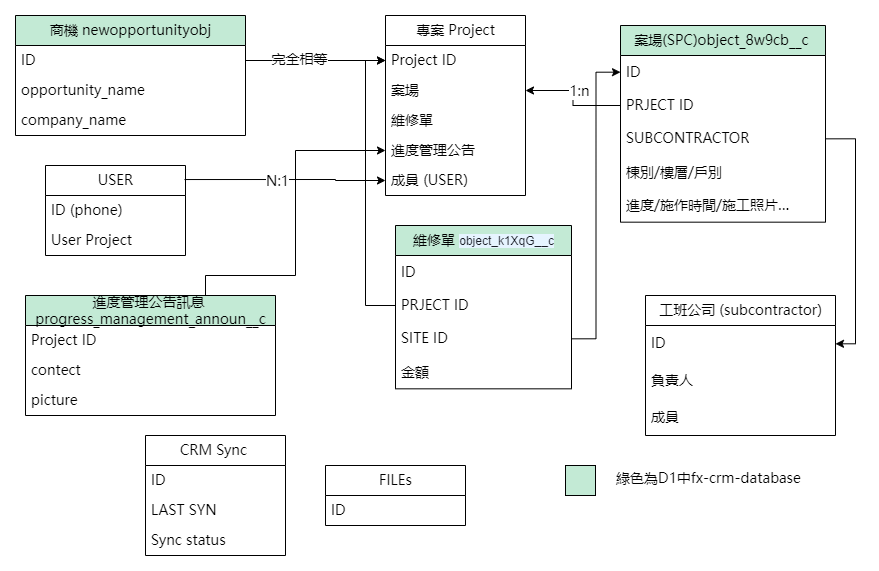 商機 newopportunityobj
ID
opportunity_name
company_name
完全相等
專案 Project
Project ID
案場
維修單
進度管理公告
成員 (USER)
1:n
案場(SPC)object_8w9cb__c
ID
PRJECT ID
SUBCONTRACTOR
棟別/樓層/戶別
進度/施作時間/施工照片...
USER
ID (phone)
User Project
N:1
維修單 object_k1XqG__c
ID
PRJECT ID
SITE ID
金額
進度管理公告訊息
progress_management_announ__c
Project ID
contect
picture
工班公司 (subcontractor)
ID
負責人
成員
CRM Sync
ID
LAST SYN
Sync status
FILEs
ID
綠色為D1中fx-crm-database